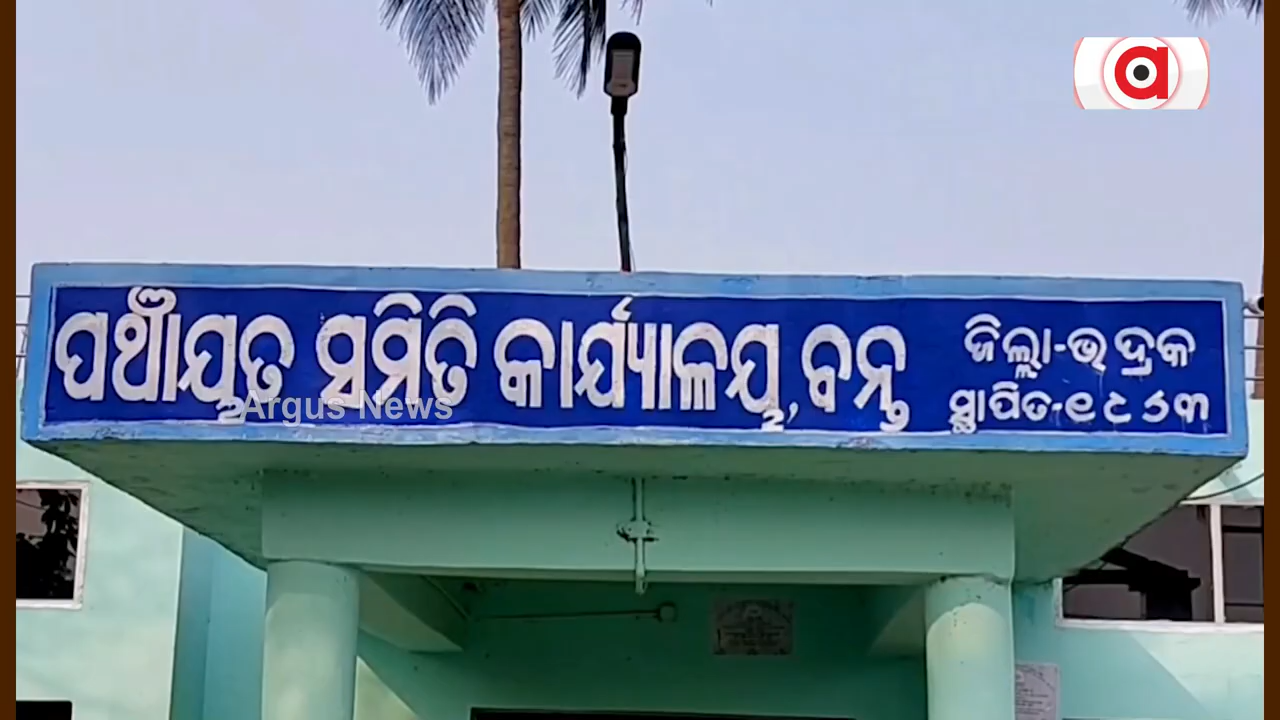 ପଞ୍ଚାୟତ ସମିତି କାର୍ଯ୍ୟାଳୟ, ବନ୍ତ
ଜିଲ୍ଲା-ଭଦ୍ରକ
ସ୍ଥାପିତ-୧୯୬୩
Argus News